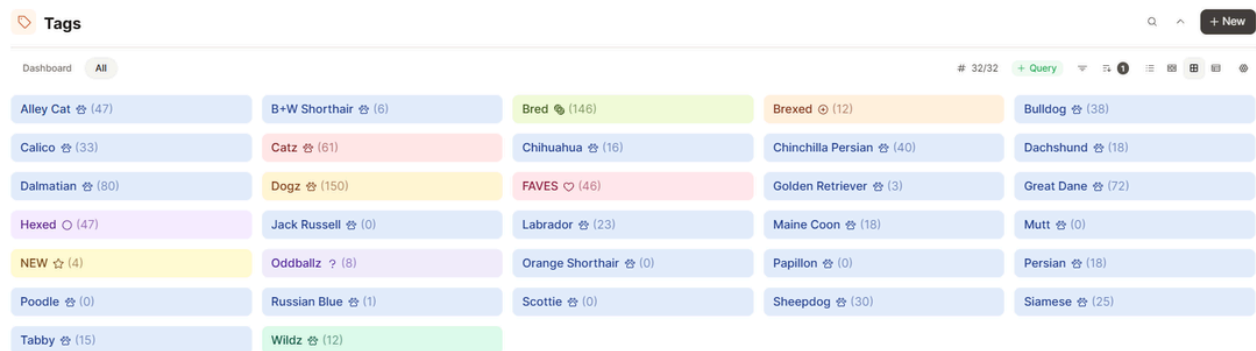 Tags
+ New
Dashboard All # 32/32 + Query 1
Alley Cat (47) B+W Shorthair (6) Bred (146) Brexed (12) Bulldog (38)
Calico (33) Catz (61) Chihuahua (16) Chinchilla Persian (40) Dachshund (18)
Dalmatian (80) Dogz (150) FAVES (46) Golden Retriever (3) Great Dane (72)
Hexed (47) Jack Russell (0) Labrador (23) Maine Coon (18) Mutt (0)
NEW (4) Oddballz ? (8) Orange Shorthair (0) Papillon (0) Persian (18)
Poodle (0) Russian Blue (1) Scottie (0) Sheepdog (30) Siamese (25)
Tabby (15) Wildz (12)